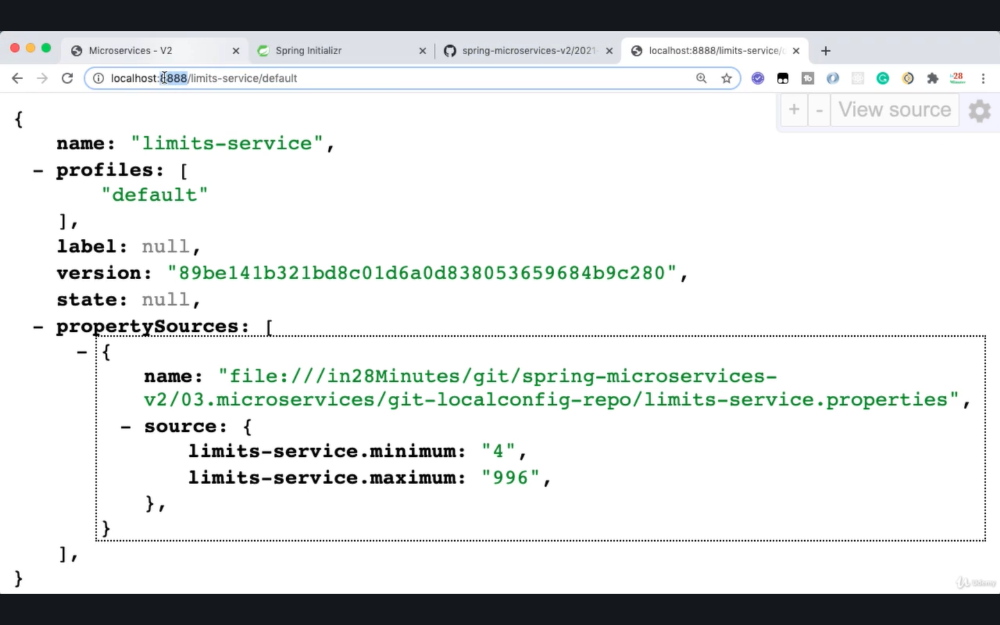 Microservices - V2
Spring Initializr
spring-microservices-v2/2021
localhost:8888/limits-service/
localhost:8888/limits-service/default
+ - View source
{
name: "limits-service",
- profiles: [
"default"
],
label: null,
version: "89be141b321bd8c01d6a0d838053659684b9c280",
state: null,
- propertySources: [
- {
name: "file:///in28Minutes/git/spring-microservices-
v2/03.microservices/git-localconfig-repo/limits-service.properties",
- source: {
limits-service.minimum: "4",
limits-service.maximum: "996",
},
}
],
}
Udemy